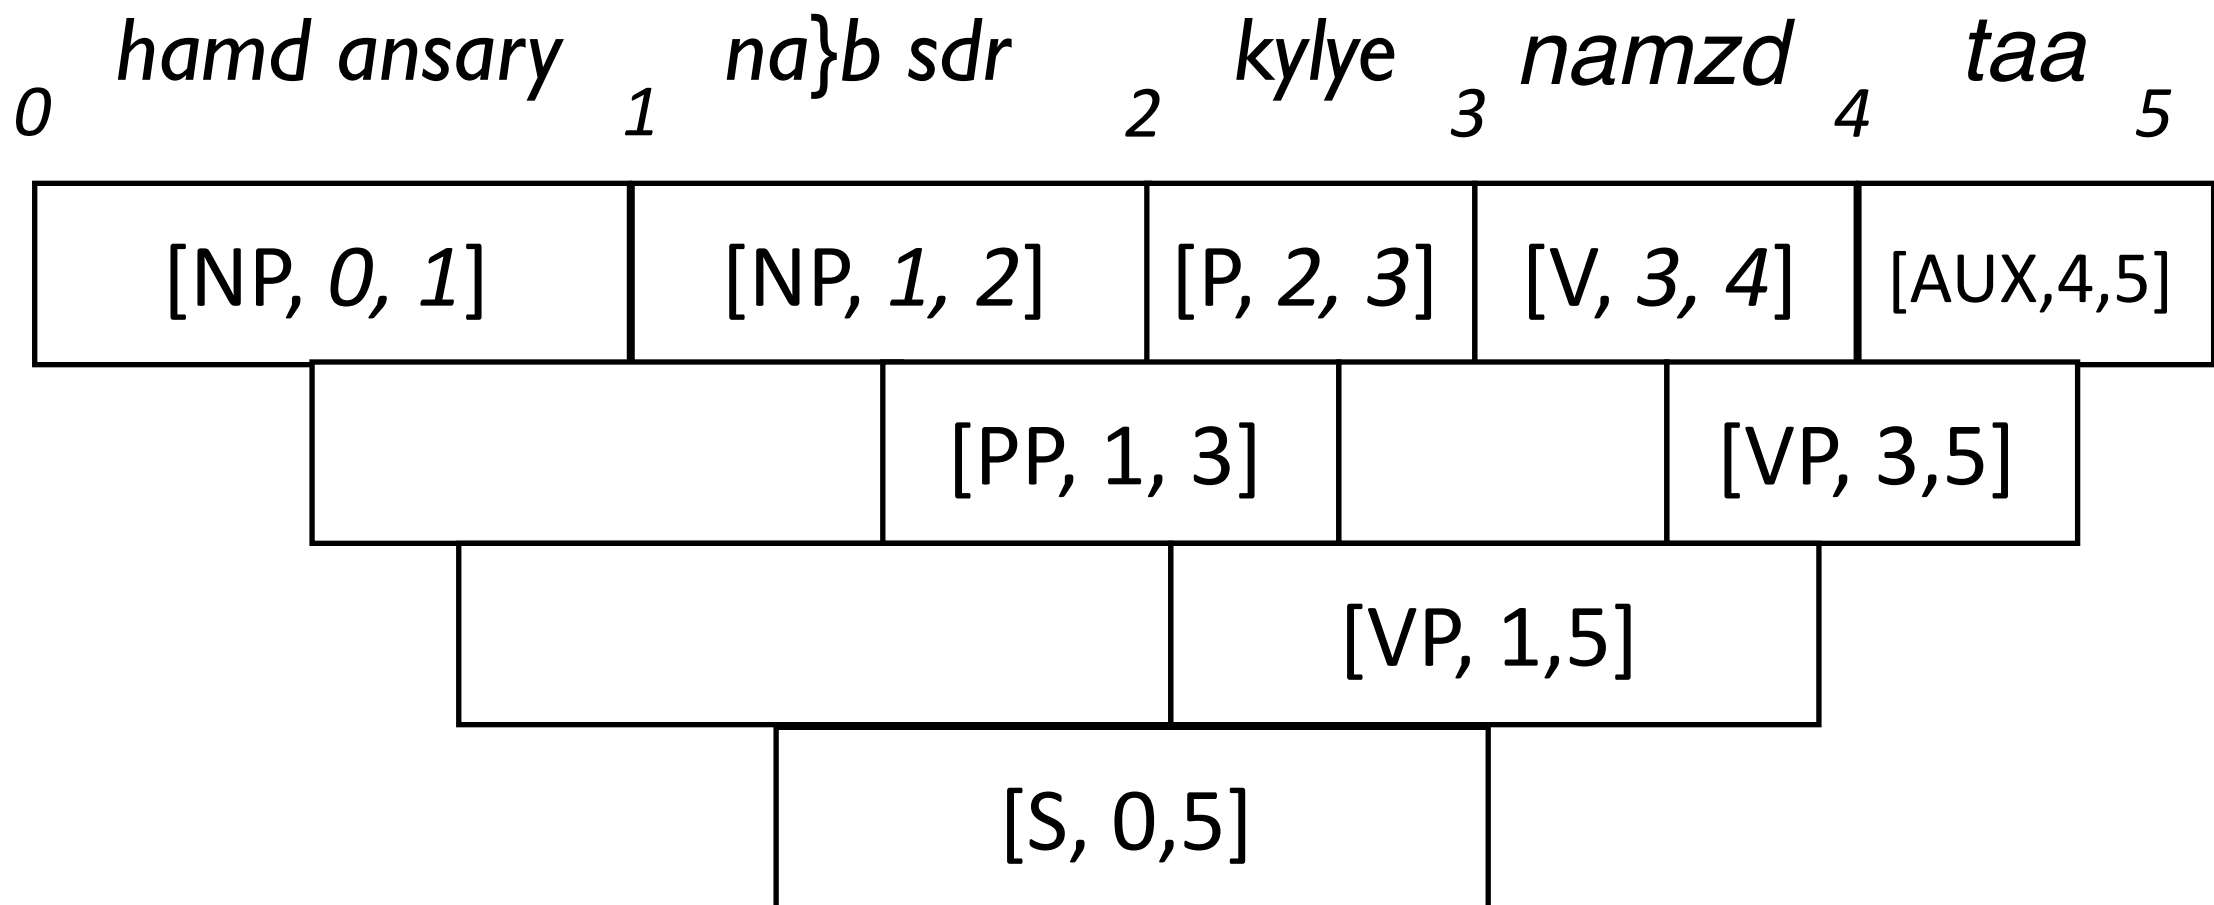 hamd ansary na}b sdr kylye namzd taa
0 1 2 3 4 5
[NP, 0, 1] [NP, 1, 2] [P, 2, 3] [V, 3, 4] [AUX,4,5]
[PP, 1, 3] [VP, 3,5]
[VP, 1,5]
[S, 0,5]